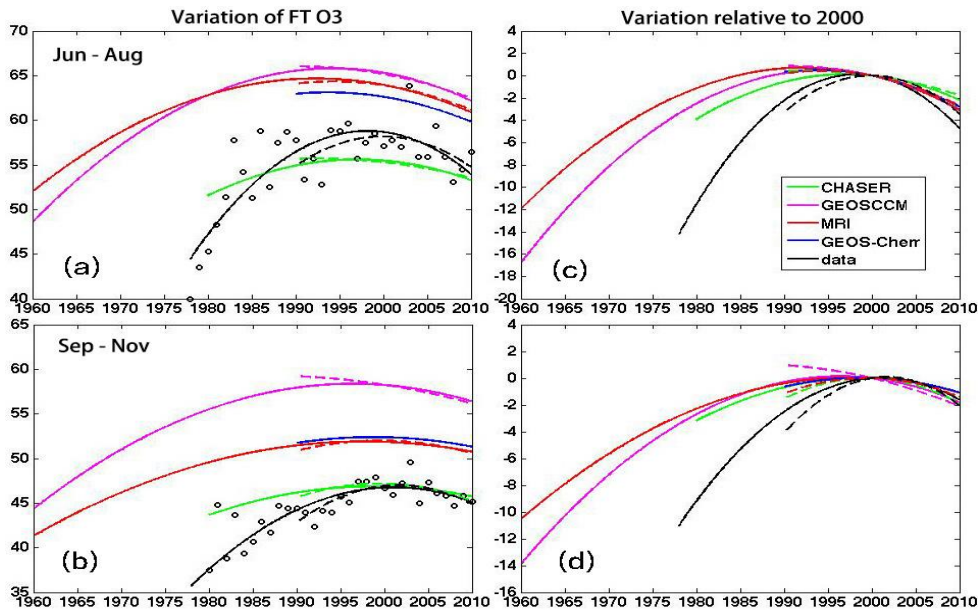 Variation of FT O3
Variation relative to 2000
Jun - Aug
70
65
60
55
50
45
40
(a)
1960 1965 1970 1975 1980 1985 1990 1995 2000 2005 2010
4
2
0
-2
-4
-6
-8
-10
-12
-14
-16
-18
-20
(c)
CHASER
GEOSCCM
MRI
GEOS-Cherr
data
1960 1965 1970 1975 1980 1985 1990 1995 2000 2005 2010
Sep - Nov
65
60
55
50
45
40
35
(b)
1960 1965 1970 1975 1980 1985 1990 1995 2000 2005 2010
4
2
0
-2
-4
-6
-8
-10
-12
-14
-16
(d)
1960 1965 1970 1975 1980 1985 1990 1995 2000 2005 2010